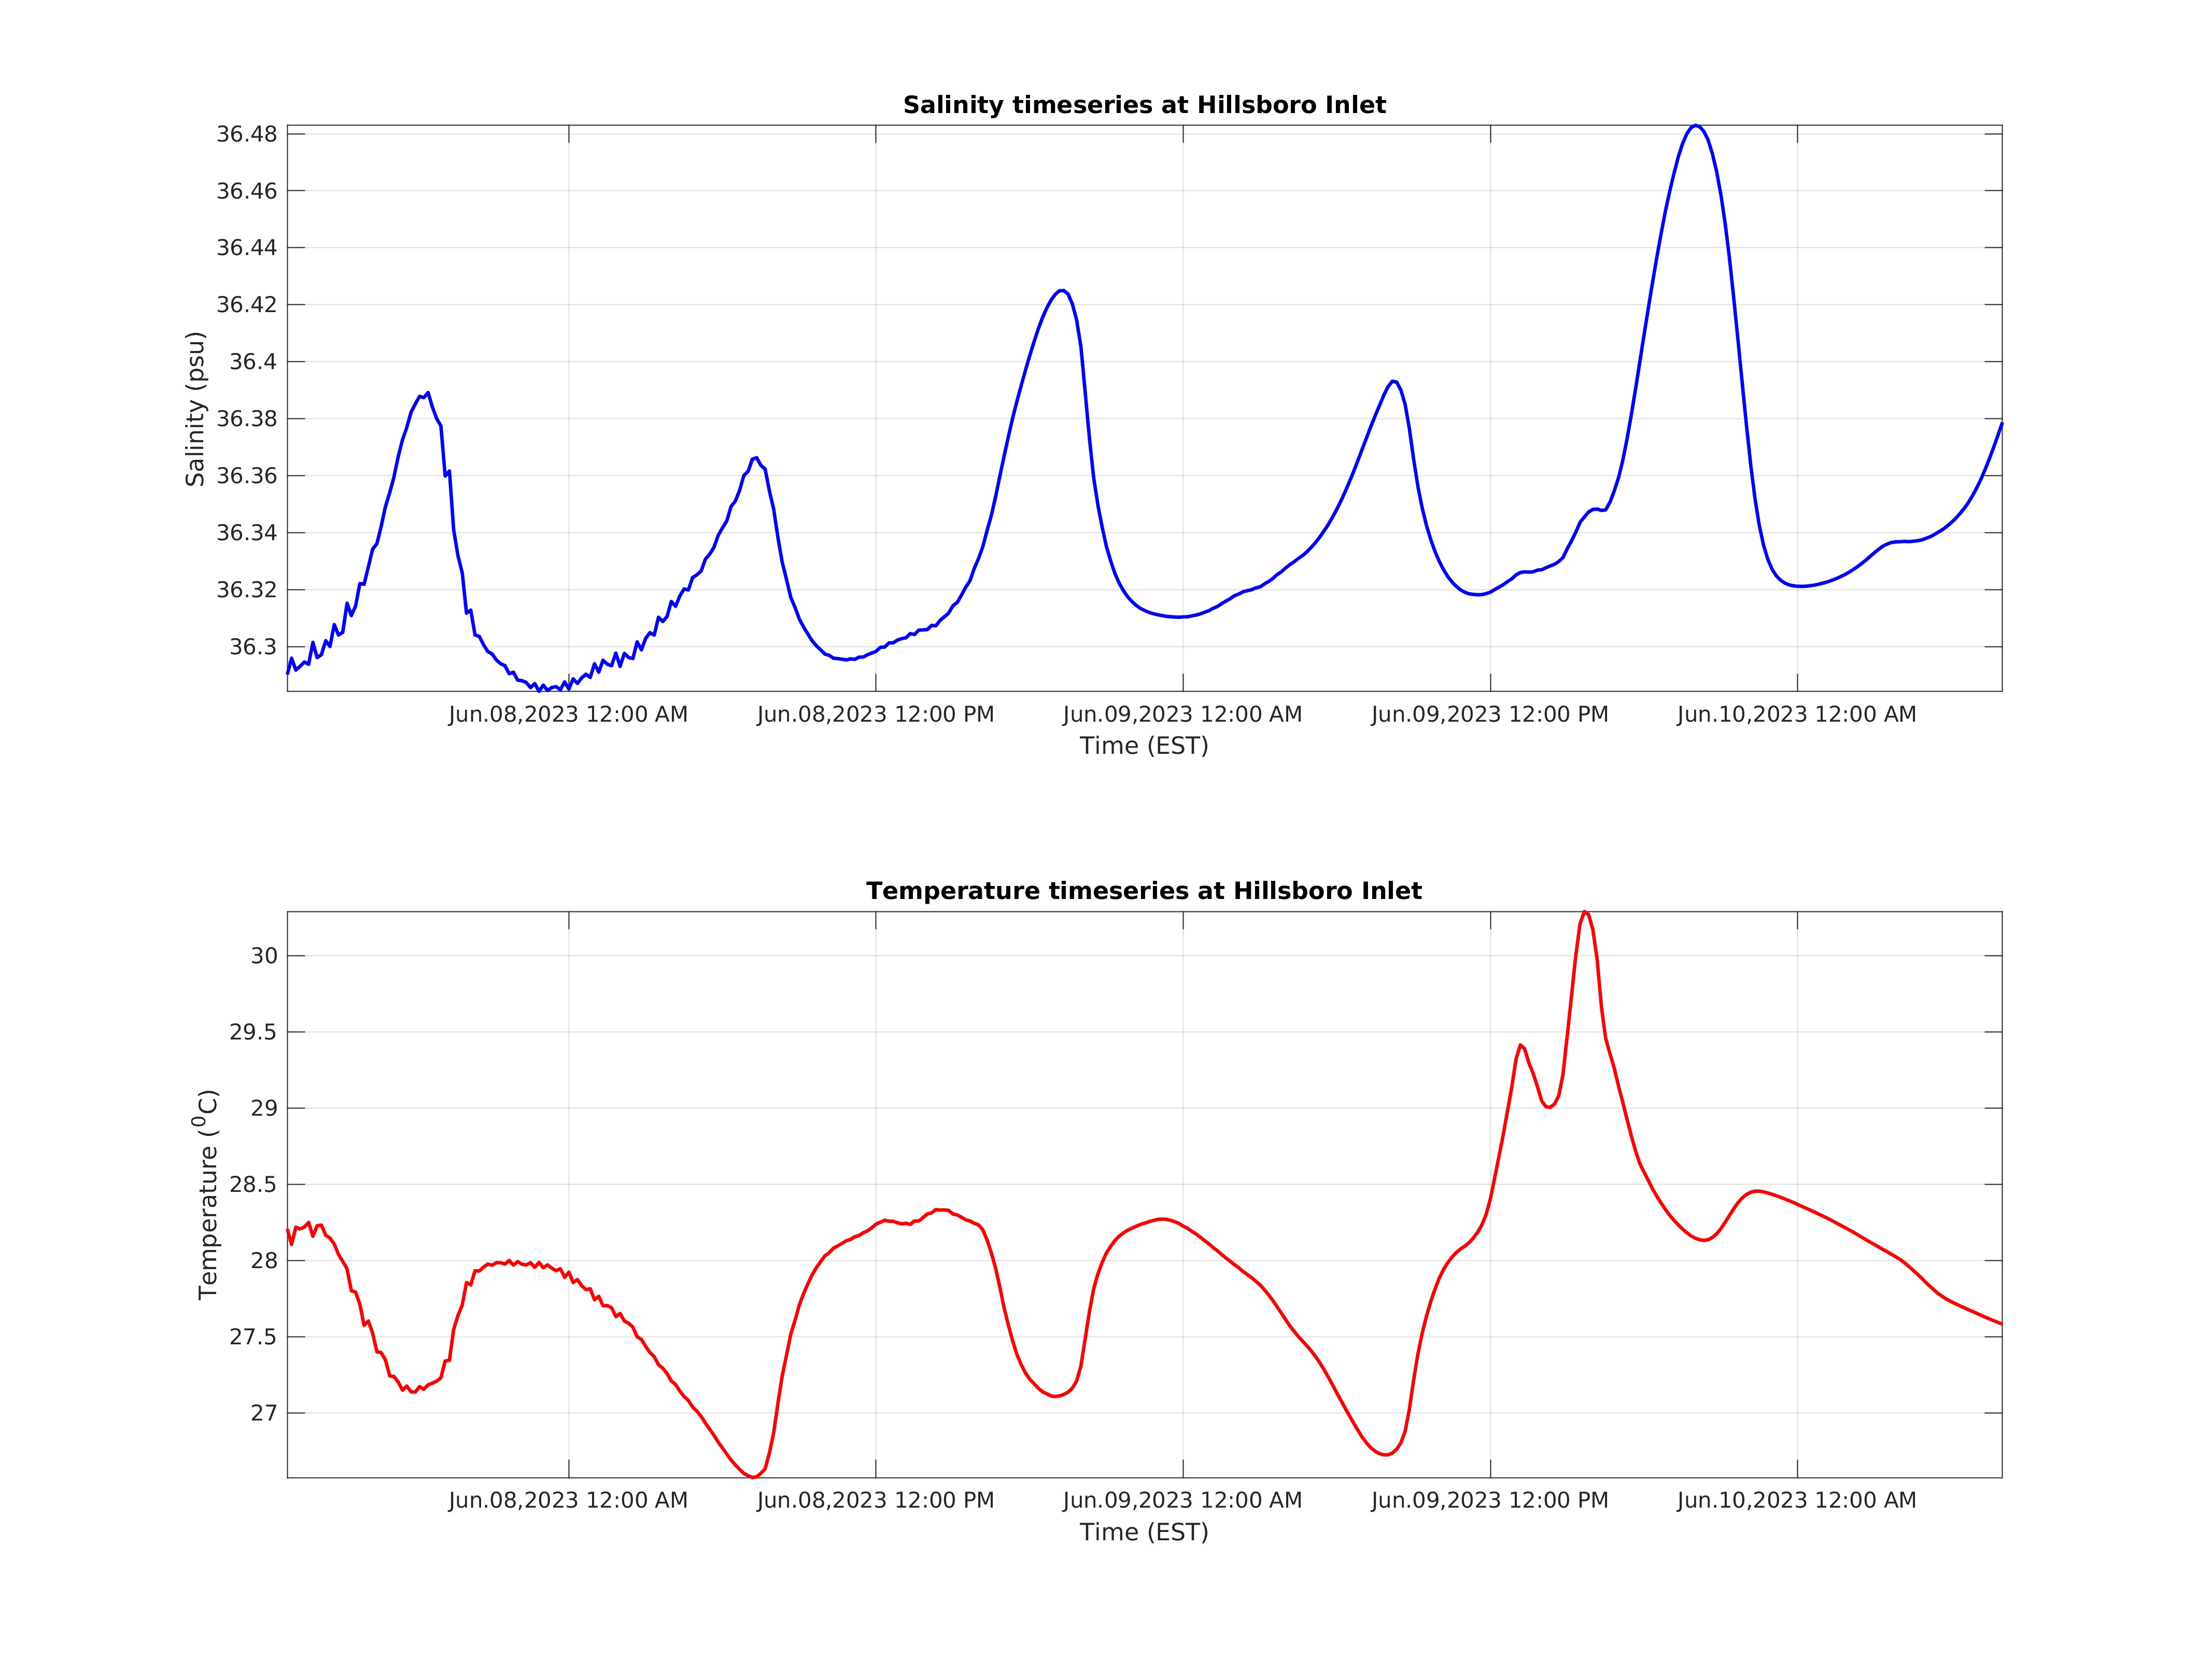 Salinity timeseries at Hillsboro Inlet
36.48
36.46
36.44
36.42
36.4
36.38
36.36
36.34
36.32
36.3
Salinity (psu)
Jun.08,2023 12:00 AM
Jun.08,2023 12:00 PM
Jun.09,2023 12:00 AM
Jun.09,2023 12:00 PM
Jun.10,2023 12:00 AM
Time (EST)
Temperature timeseries at Hillsboro Inlet
30
29.5
29
28.5
28
27.5
27
Temperature (⁰C)
Jun.08,2023 12:00 AM
Jun.08,2023 12:00 PM
Jun.09,2023 12:00 AM
Jun.09,2023 12:00 PM
Jun.10,2023 12:00 AM
Time (EST)